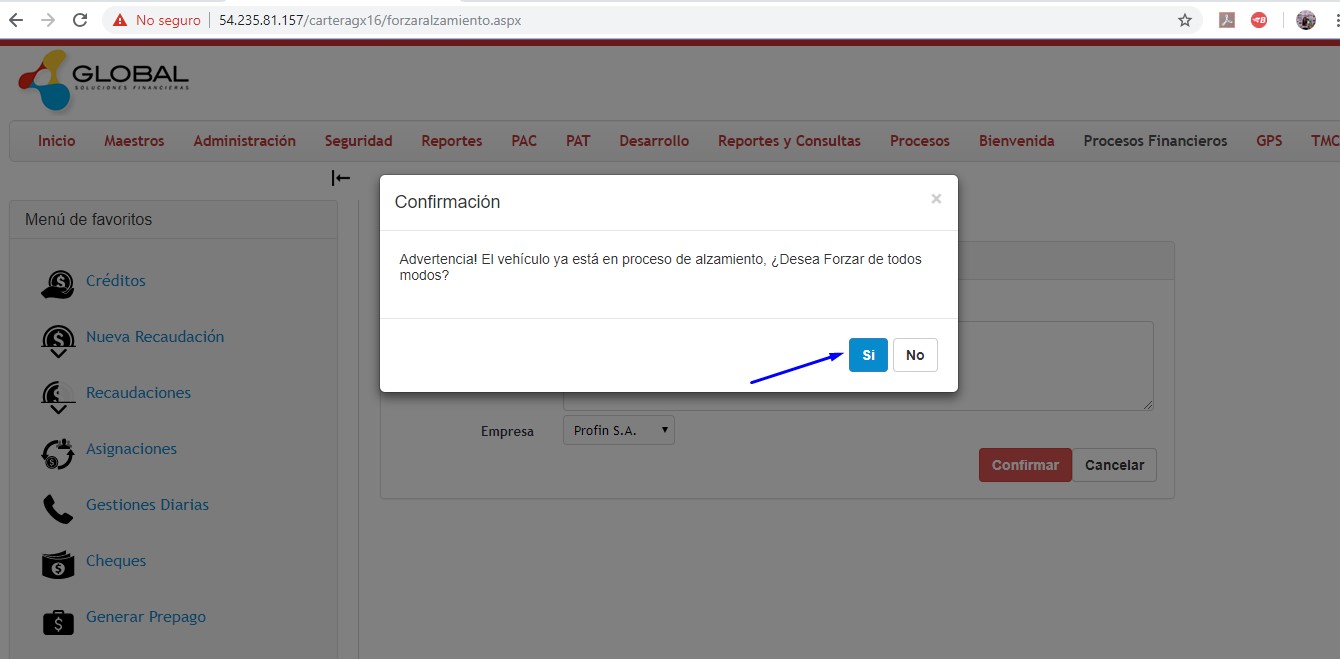 No seguro 54.235.81.157/carteragx16/forzaralzamiento.aspx
GLOBAL
SOLUCIONES FINANCIERAS
Inicio Maestros Administración Seguridad Reportes PAC PAT Desarrollo Reportes y Consultas Procesos Bienvenida Procesos Financieros GPS TMC
Menú de favoritos
Créditos
Nueva Recaudación
Recaudaciones
Asignaciones
Gestiones Diarias
Cheques
Generar Prepago
Confirmación ×
Advertencia! El vehículo ya está en proceso de alzamiento, ¿Desea Forzar de todos
modos?
Si No
Empresa Profin S.A.
Confirmar Cancelar